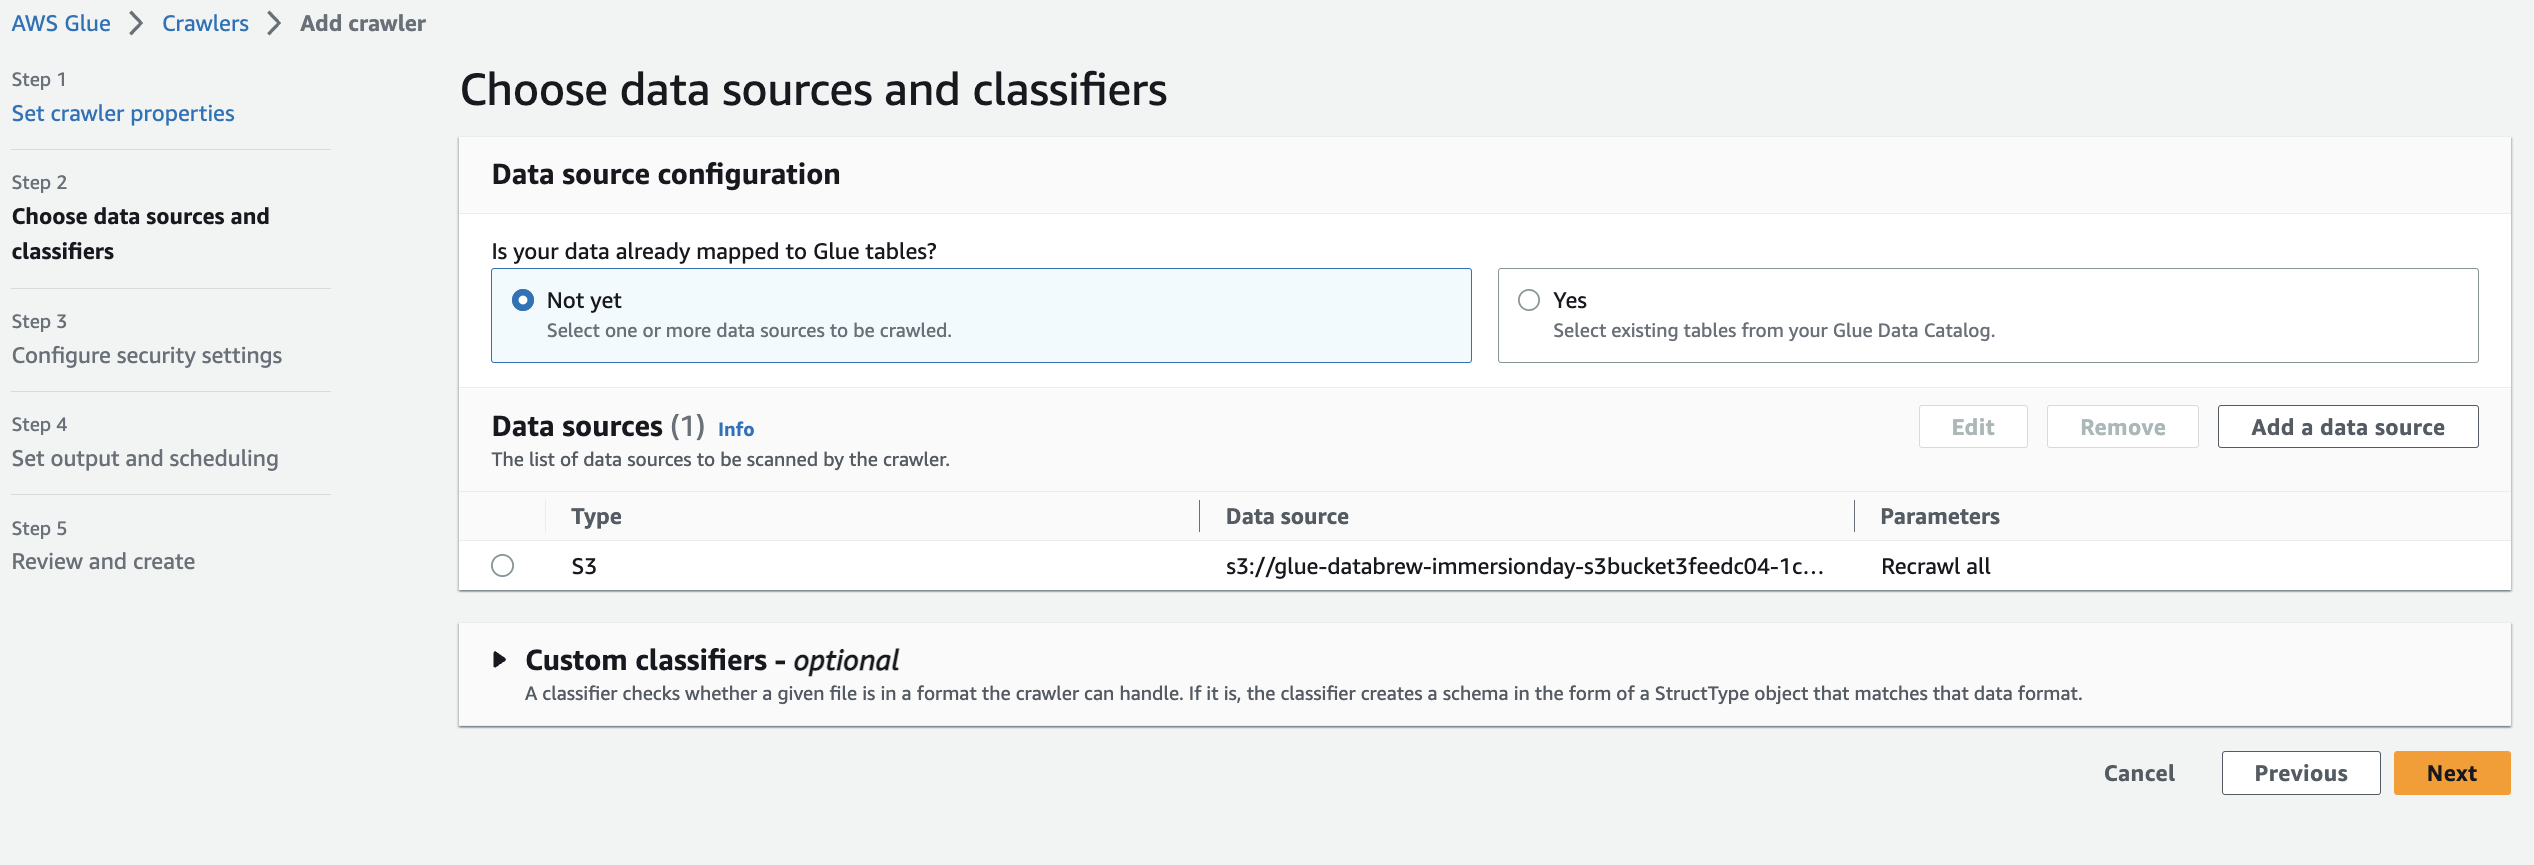 AWS Glue > Crawlers > Add crawler
Step 1
Set crawler properties
Step 2
Choose data sources and
classifiers
Step 3
Configure security settings
Step 4
Set output and scheduling
Step 5
Review and create
Choose data sources and classifiers
Data source configuration
Is your data already mapped to Glue tables?
Not yet
Select one or more data sources to be crawled.
Yes
Select existing tables from your Glue Data Catalog.
Data sources (1) Info
The list of data sources to be scanned by the crawler.
Edit Remove Add a data source
Type Data source Parameters
S3 s3://glue-databrew-immersionday-s3bucket3feedc04-1c... Recrawl all
Custom classifiers - optional
A classifier checks whether a given file is in a format the crawler can handle. If it is, the classifier creates a schema in the form of a StructType object that matches that data format.
Cancel Previous Next